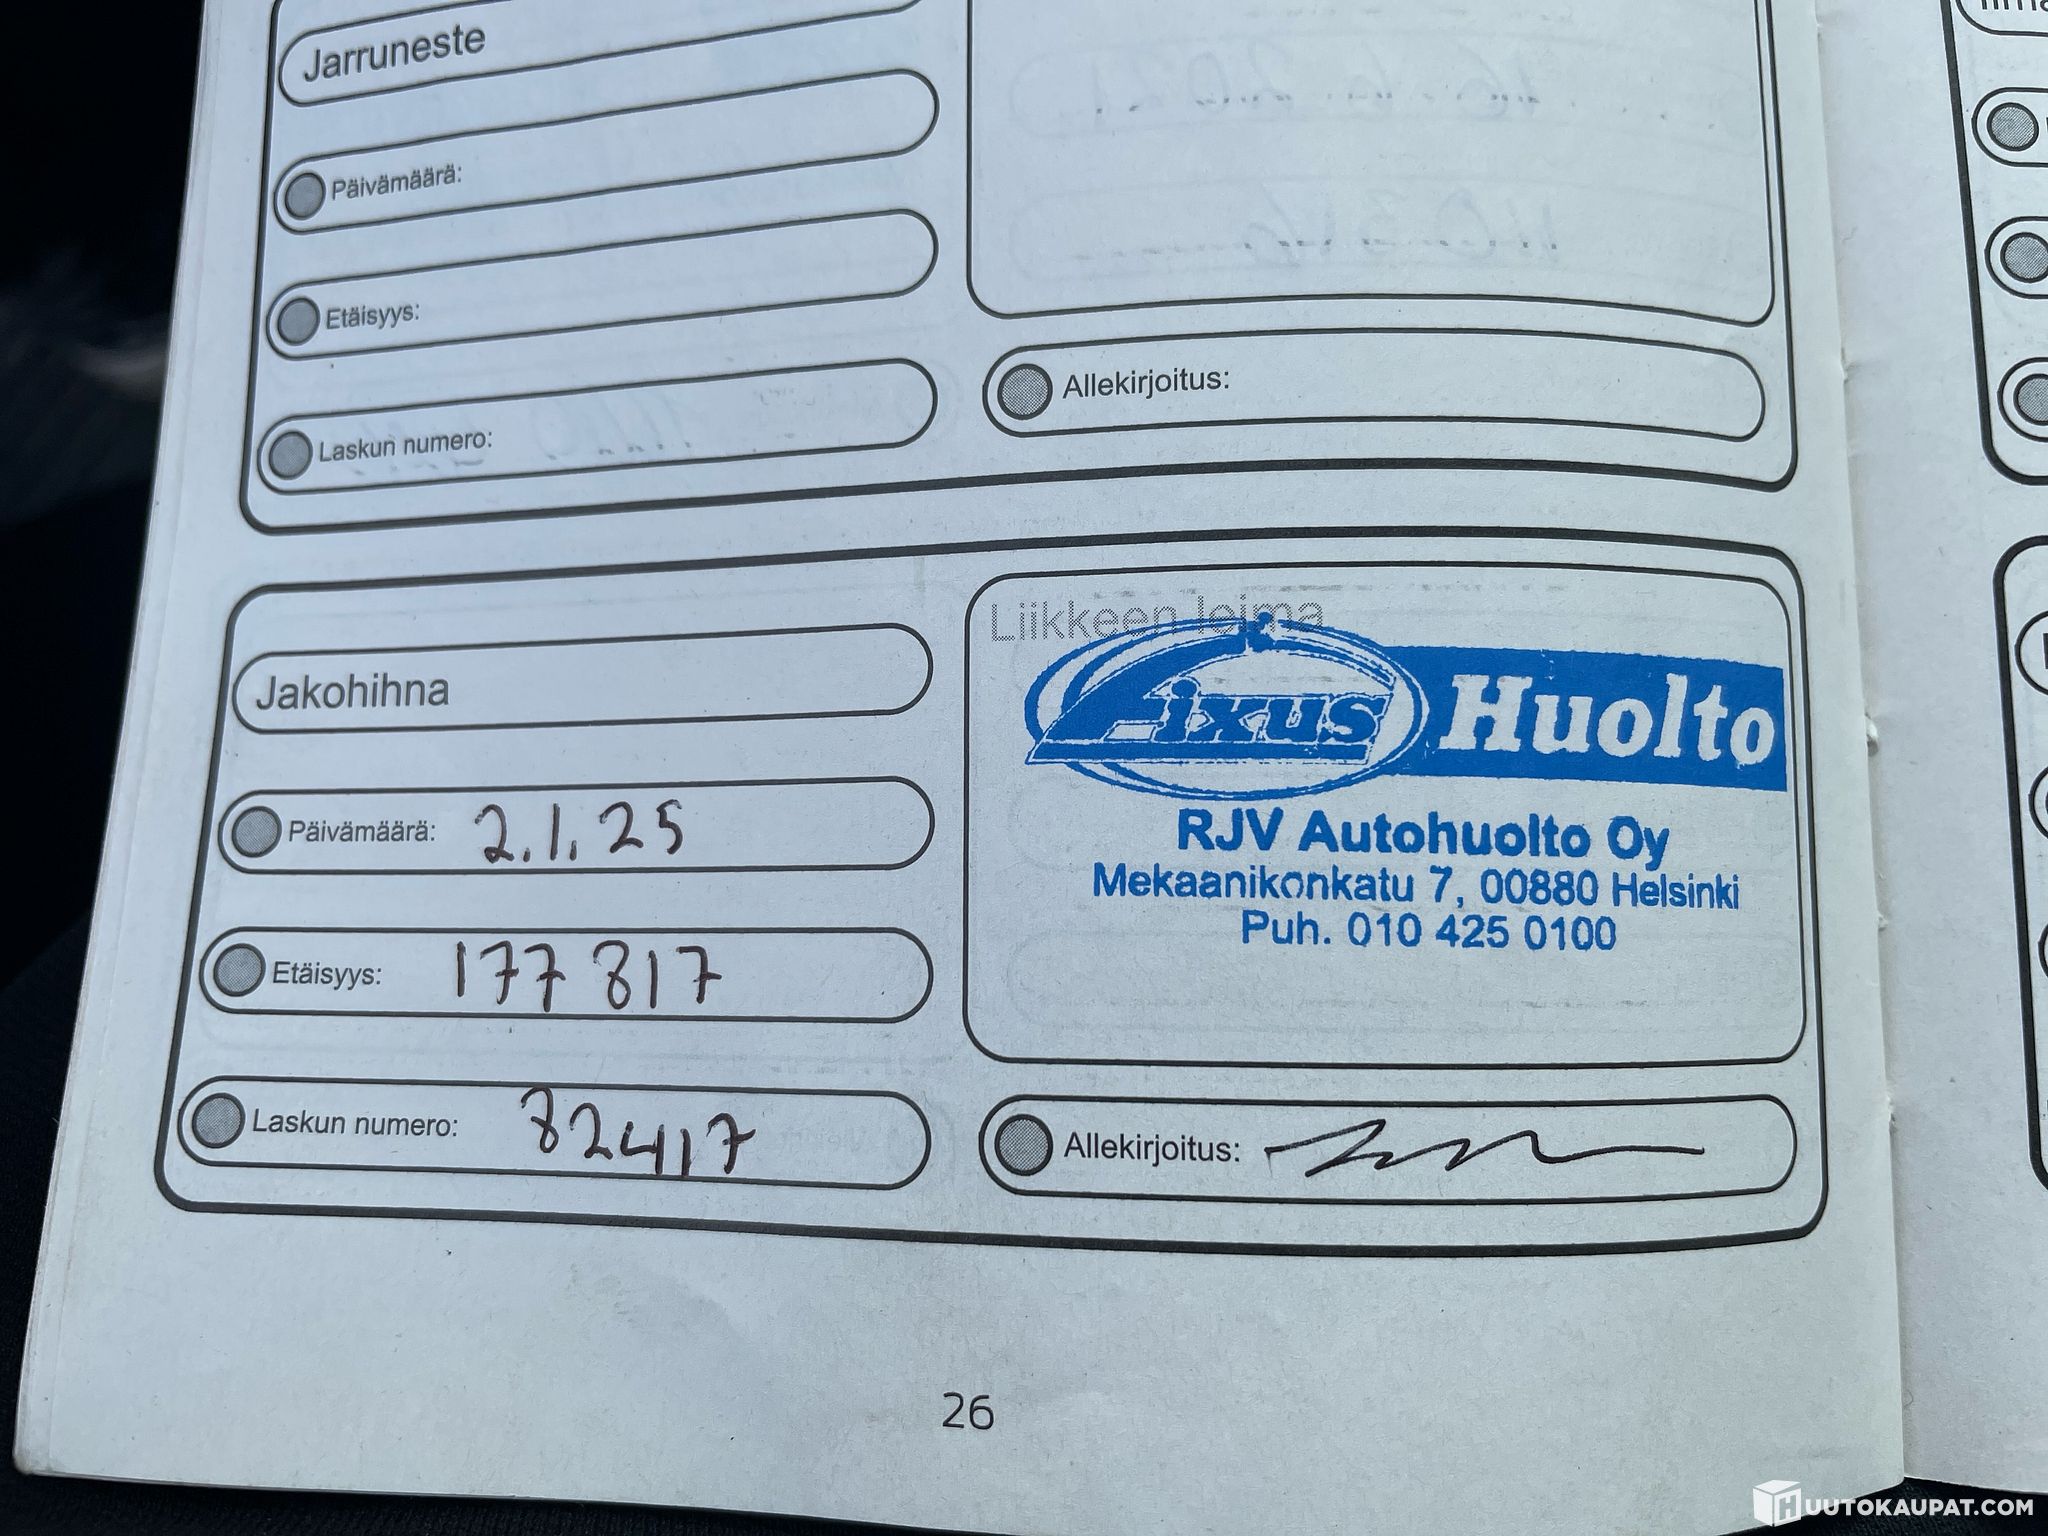 Jarruneste
Päivämäärä:
Etäisyys:
Laskun numero:
Allekirjoitus:
Jakohihna
Päivämäärä: 2.1.25
Etäisyys: 177 817
Laskun numero: 82417
Liikkeen leima
Fixus Huolto
RJV Autohuolto Oy
Mekaanikonkatu 7, 00880 Helsinki
Puh. 010 425 0100
Allekirjoitus:
26
HUUTOKAUPAT.COM